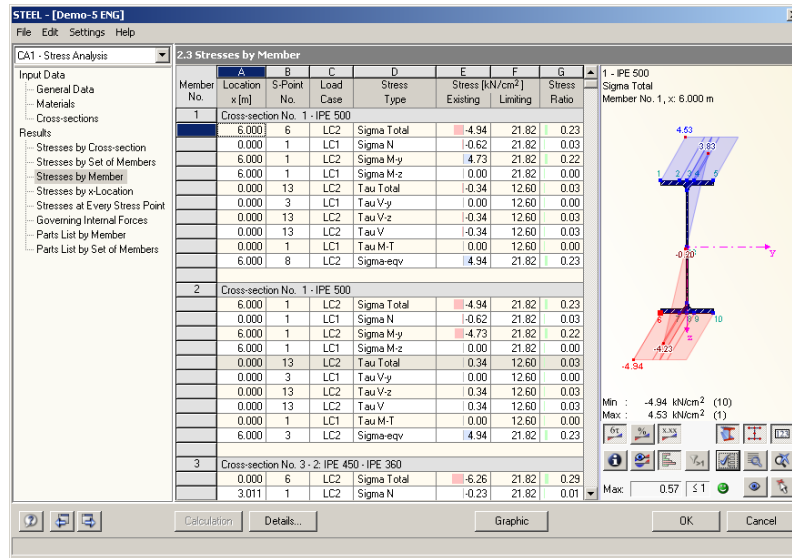 STEEL - [Demo-5 ENG]
File Edit Settings Help
CA1 - Stress Analysis
2.3 Stresses by Member
Input Data
General Data
Materials
Cross-sections
Results
Stresses by Cross-section
Stresses by Set of Members
Stresses by Member
Stresses by x-Location
Stresses at Every Stress Point
Governing Internal Forces
Parts List by Member
Parts List by Set of Members
A B C D E F G
Member Location S-Point Load Stress Stress [kN/cm²] Stress
No. x [m] No. Case Type Existing Limiting Ratio
1 Cross-section No. 1 - IPE 500
6.000 6 LC2 Sigma Total -4.94 21.82 0.23
0.000 1 LC1 Sigma N -0.62 21.82 0.03
6.000 1 LC2 Sigma M-y 4.73 21.82 0.22
6.000 1 LC1 Sigma M-z 0.00 21.82 0.00
0.000 13 LC2 Tau Total -0.34 12.60 0.03
0.000 3 LC1 Tau V-y 0.00 12.60 0.00
0.000 13 LC2 Tau V-z -0.34 12.60 0.03
0.000 13 LC2 Tau V -0.34 12.60 0.03
0.000 1 LC1 Tau M-T 0.00 12.60 0.00
6.000 8 LC2 Sigma-eqv 4.94 21.82 0.23
2 Cross-section No. 1 - IPE 500
6.000 1 LC2 Sigma Total -4.94 21.82 0.23
0.000 1 LC1 Sigma N -0.62 21.82 0.03
6.000 1 LC2 Sigma M-y -4.73 21.82 0.22
6.000 1 LC1 Sigma M-z 0.00 21.82 0.00
0.000 13 LC2 Tau Total 0.34 12.60 0.03
0.000 3 LC1 Tau V-y 0.00 12.60 0.00
0.000 13 LC2 Tau V-z 0.34 12.60 0.03
0.000 13 LC2 Tau V 0.34 12.60 0.03
0.000 1 LC1 Tau M-T 0.00 12.60 0.00
6.000 3 LC2 Sigma-eqv 4.94 21.82 0.23
3 Cross-section No. 3 - 2: IPE 450 - IPE 360
0.000 6 LC2 Sigma Total -6.26 21.82 0.29
3.011 1 LC2 Sigma N -0.23 21.82 0.01
1 - IPE 500
Sigma Total
Member No. 1, x: 6.000 m
4.53
3.83
1 2 3 4 5
-0.20
y
6 9 10
z
-4.23
-4.94
Min : -4.94 kN/cm² (10)
Max : 4.53 kN/cm² (1)
x.xx
123
Max: 0.57 ≤ 1
Calculation Details... Graphic OK Cancel